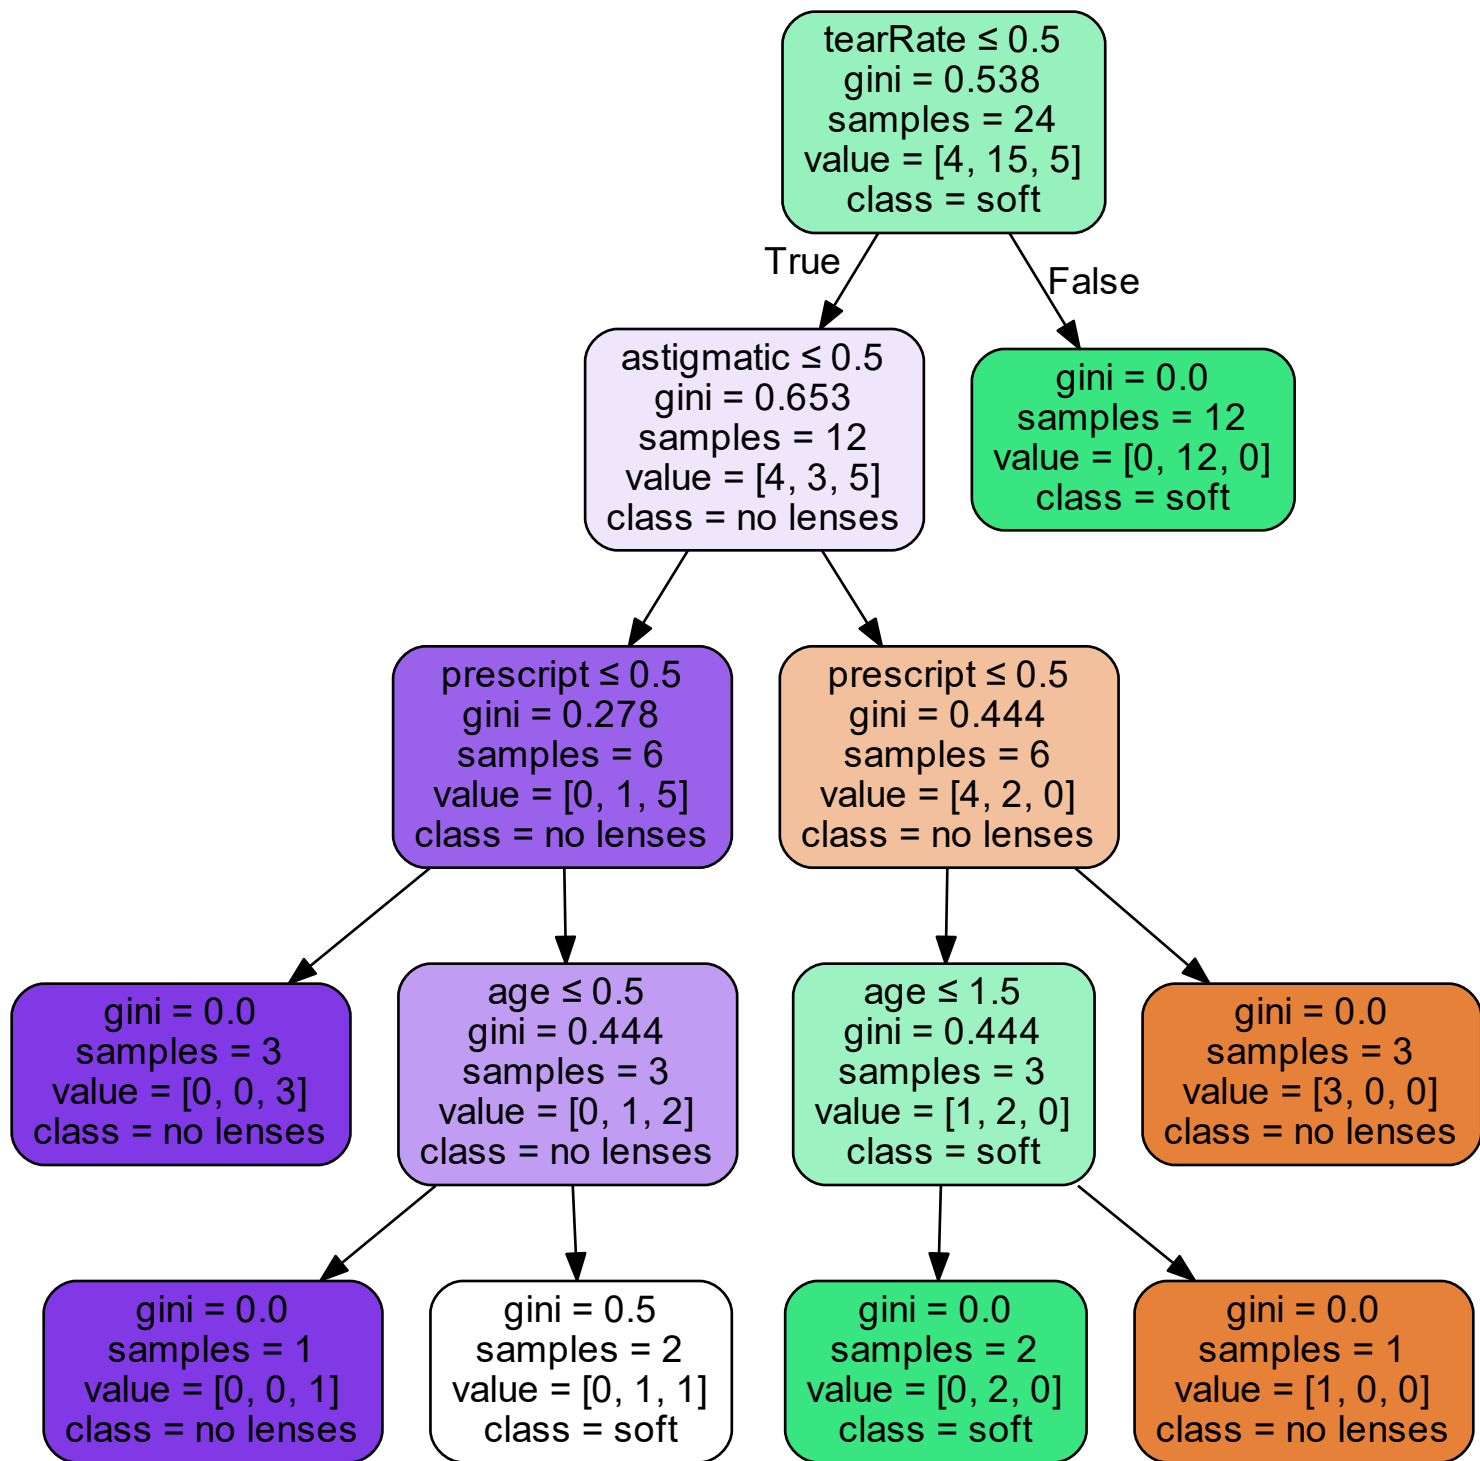 tearRate ≤ 0.5
gini = 0.538
samples = 24
value = [4, 15, 5]
class = soft
True
False
astigmatic ≤ 0.5
gini = 0.653
samples = 12
value = [4, 3, 5]
class = no lenses
gini = 0.0
samples = 12
value = [0, 12, 0]
class = soft
prescript ≤ 0.5
gini = 0.278
samples = 6
value = [0, 1, 5]
class = no lenses
prescript ≤ 0.5
gini = 0.444
samples = 6
value = [4, 2, 0]
class = no lenses
gini = 0.0
samples = 3
value = [0, 0, 3]
class = no lenses
age ≤ 0.5
gini = 0.444
samples = 3
value = [0, 1, 2]
class = no lenses
age ≤ 1.5
gini = 0.444
samples = 3
value = [1, 2, 0]
class = soft
gini = 0.0
samples = 3
value = [3, 0, 0]
class = no lenses
gini = 0.0
samples = 1
value = [0, 0, 1]
class = no lenses
gini = 0.5
samples = 2
value = [0, 1, 1]
class = soft
gini = 0.0
samples = 2
value = [0, 2, 0]
class = soft
gini = 0.0
samples = 1
value = [1, 0, 0]
class = no lenses